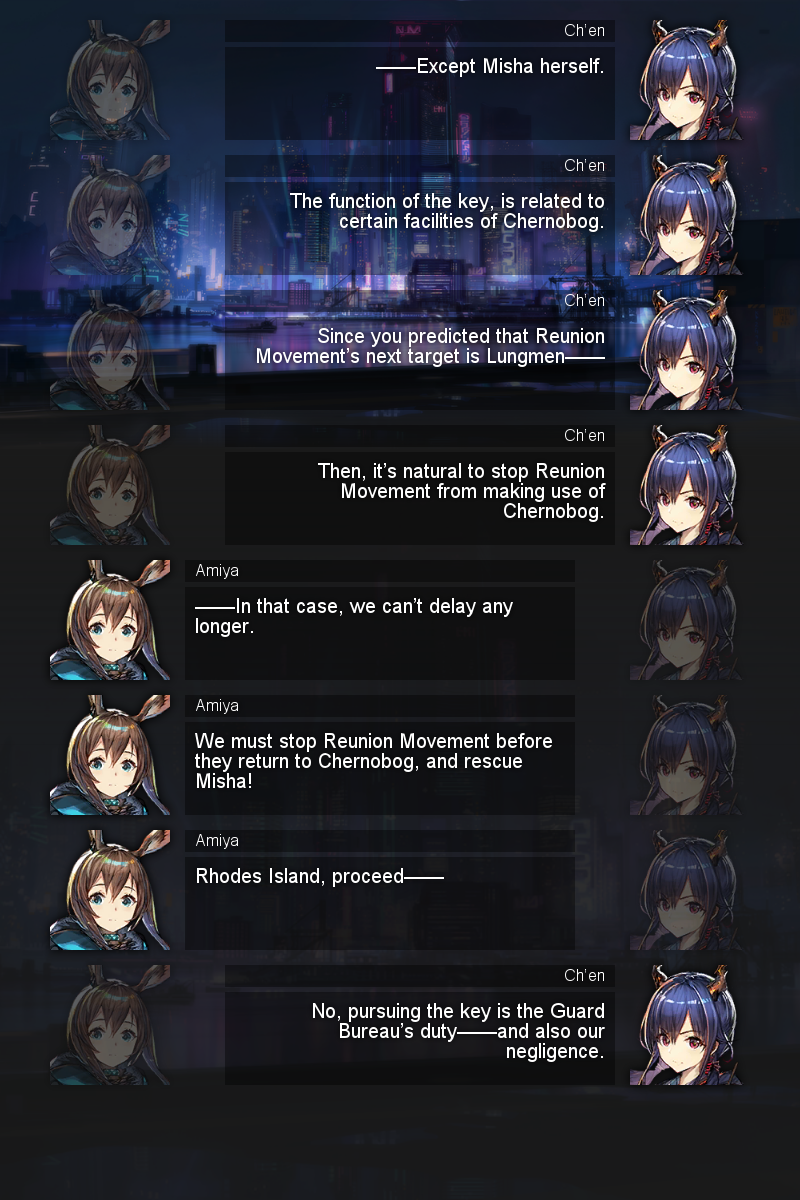 Ch'en
——Except Misha herself.
Ch'en
The function of the key, is related to
certain facilities of Chernobog.
Ch'en
Since you predicted that Reunion
Movement's next target is Lungmen——
Ch'en
Then, it's natural to stop Reunion
Movement from making use of
Chernobog.
Amiya
——In that case, we can't delay any
longer.
Amiya
We must stop Reunion Movement before
they return to Chernobog, and rescue
Misha!
Amiya
Rhodes Island, proceed——
Ch'en
No, pursuing the key is the Guard
Bureau's duty——and also our
negligence.